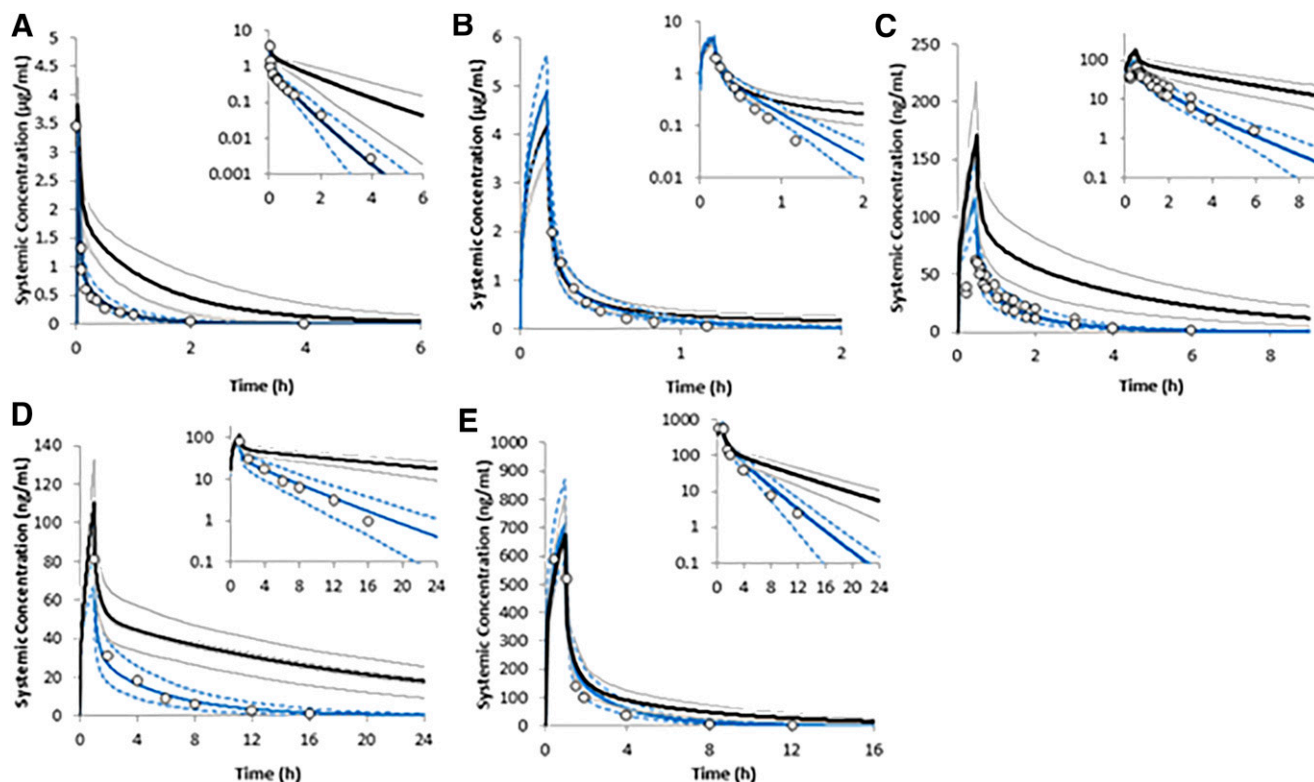 A
Systemic Concentration (µg/mL)
5
4.5
4
3.5
3
2.5
2
1.5
1
0.5
0
0 2 4 6
Time (h)
10
1
0.1
0.01
0.001
0 2 4 6
B
Systemic Concentration (µg/mL)
6
5
4
3
2
1
0
0 1 2
Time (h)
10
1
0.1
0.01
0 1 2
C
Systemic Concentration (ng/mL)
250
200
150
100
50
0
0 2 4 6 8
Time (h)
100
10
1
0.1
0 2 4 6 8
D
Systemic Concentration (ng/mL)
140
120
100
80
60
40
20
0
0 4 8 12 16 20 24
Time (h)
100
10
1
0.1
0 4 8 12 16 20 24
E
Systemic Concentration (ng/mL)
1000
900
800
700
600
500
400
300
200
100
0
0 4 8 12 16
Time (h)
1000
100
10
1
0.1
0 4 8 12 16 20 24